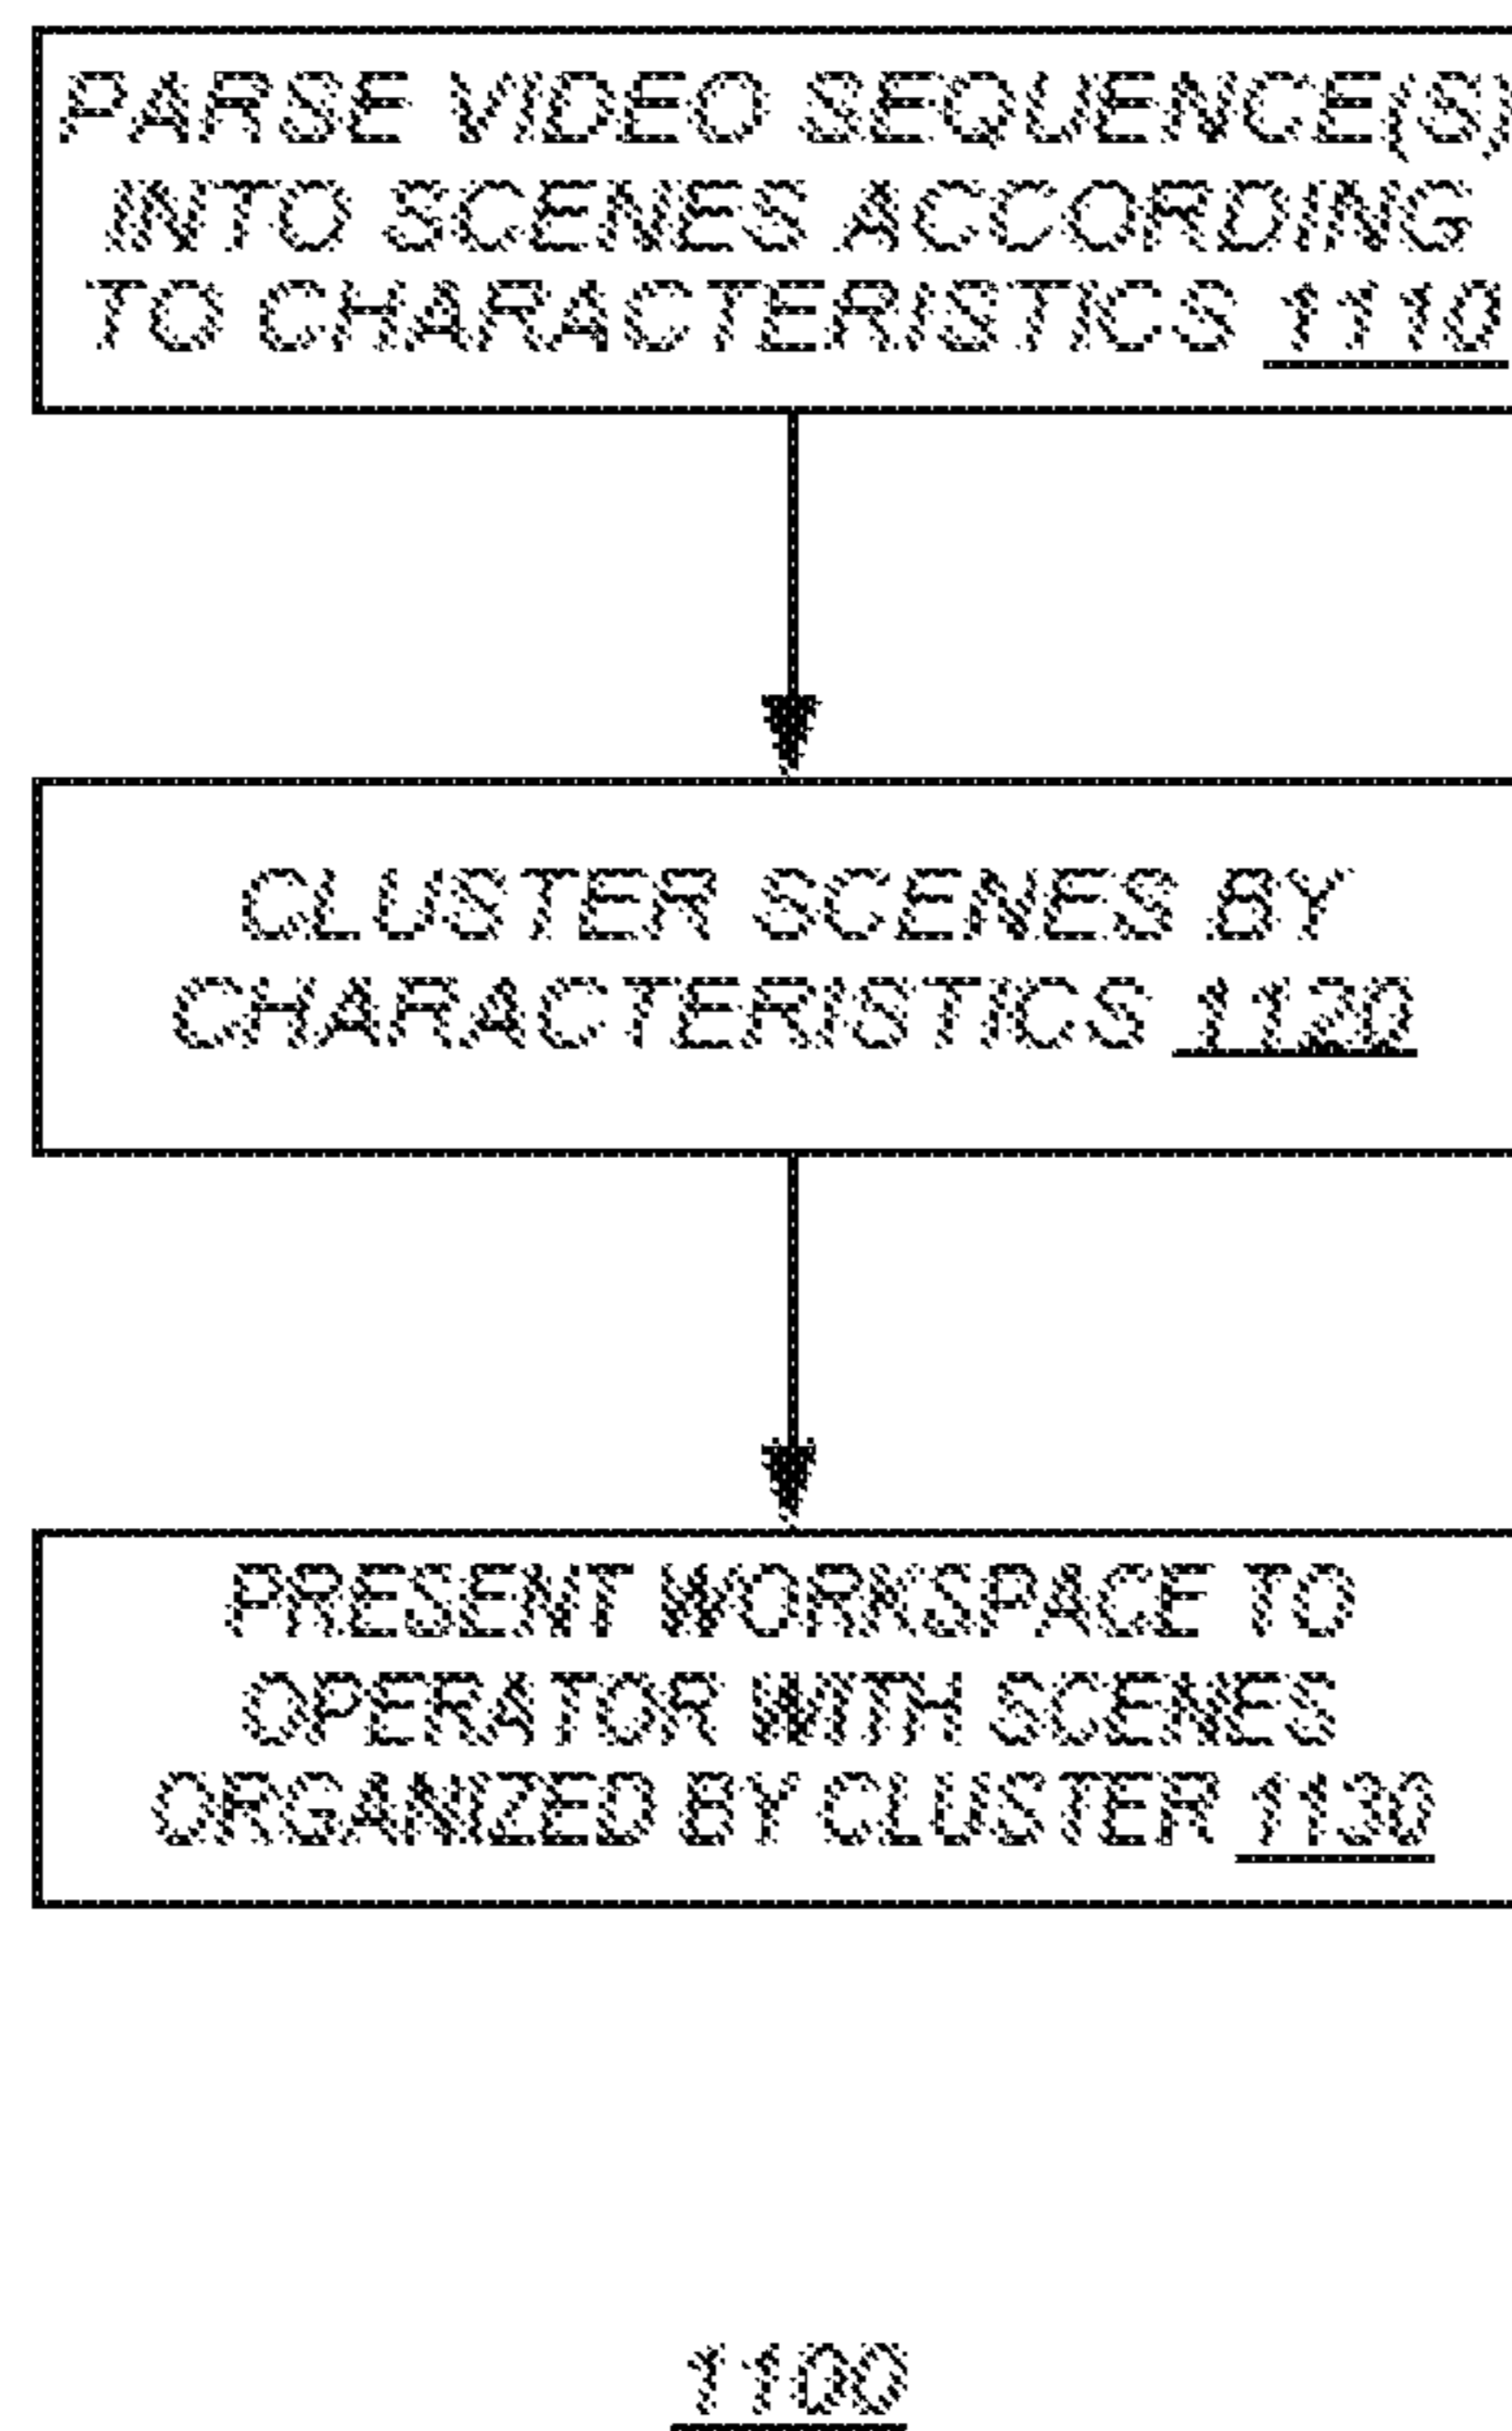 PARSE VIDEO SEQUENCE(S)
INTO SCENES ACCORDING
TO CHARACTERISTICS 1110
CLUSTER SCENES BY
CHARACTERISTICS 1120
PRESENT WORKSPACE TO
OPERATOR WITH SCENES
ORGANIZED BY CLUSTER 1130
1100